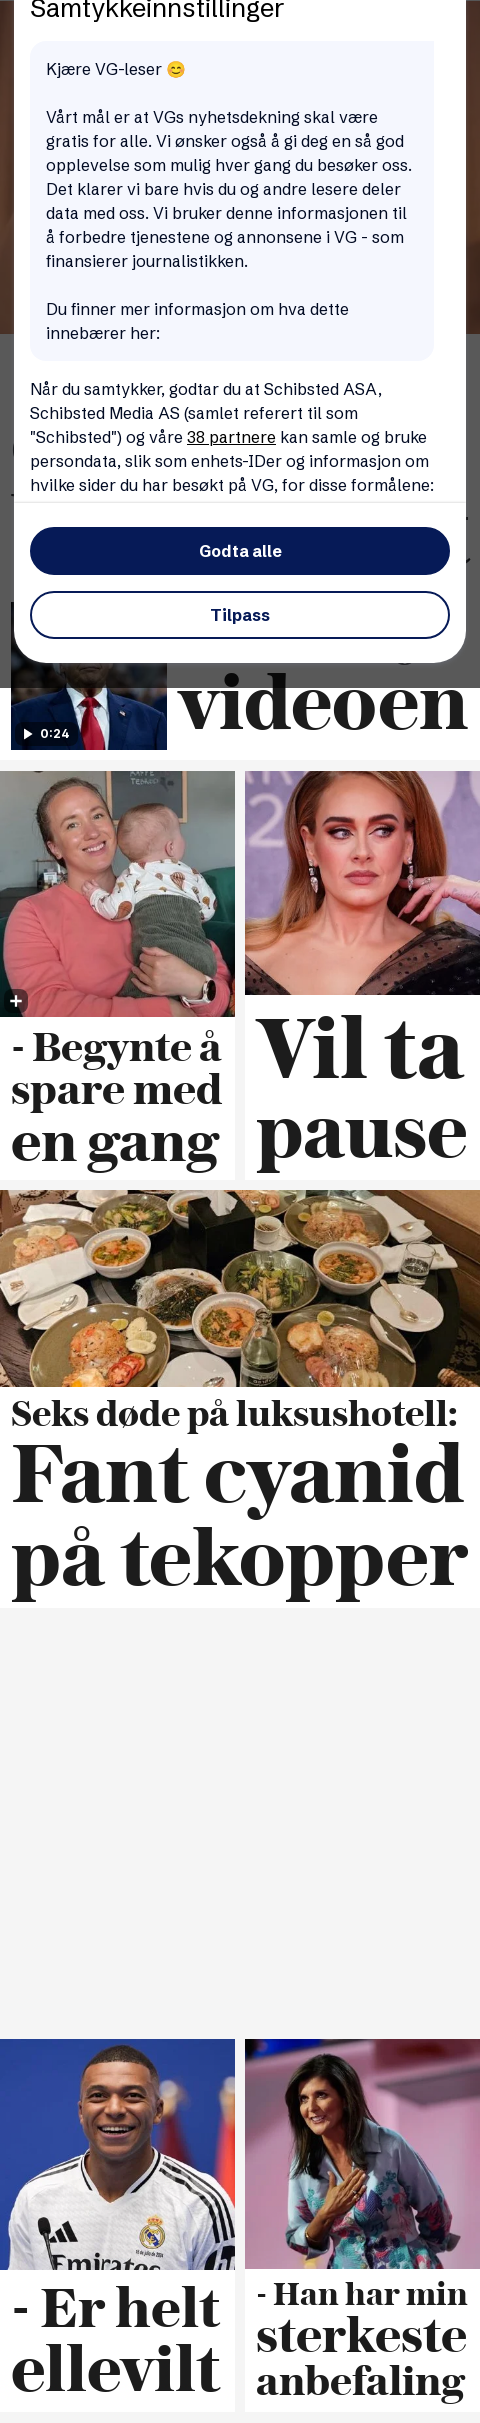 Samtykkeinnstillinger
Kjære VG-leser 😊
Vårt mål er at VGs nyhetsdekning skal være
gratis for alle. Vi ønsker også å gi deg en så god
opplevelse som mulig hver gang du besøker oss.
Det klarer vi bare hvis du og andre lesere deler
data med oss. Vi bruker denne informasjonen til
å forbedre tjenestene og annonsene i VG - som
finansierer journalistikken.
Du finner mer informasjon om hva dette
innebærer her:
Når du samtykker, godtar du at Schibsted ASA,
Schibsted Media AS (samlet referert til som
"Schibsted") og våre 38 partnere kan samle og bruke
persondata, slik som enhets-IDer og informasjon om
hvilke sider du har besøkt på VG, for disse formålene:
Godta alle
Tilpass
videoen
0:24
- Begynte å
spare med
en gang
Vil ta
pause
Seks døde på luksushotell:
Fant cyanid
på tekopper
Emirates
- Er helt
ellevilt
- Han har min
sterkeste
anbefaling